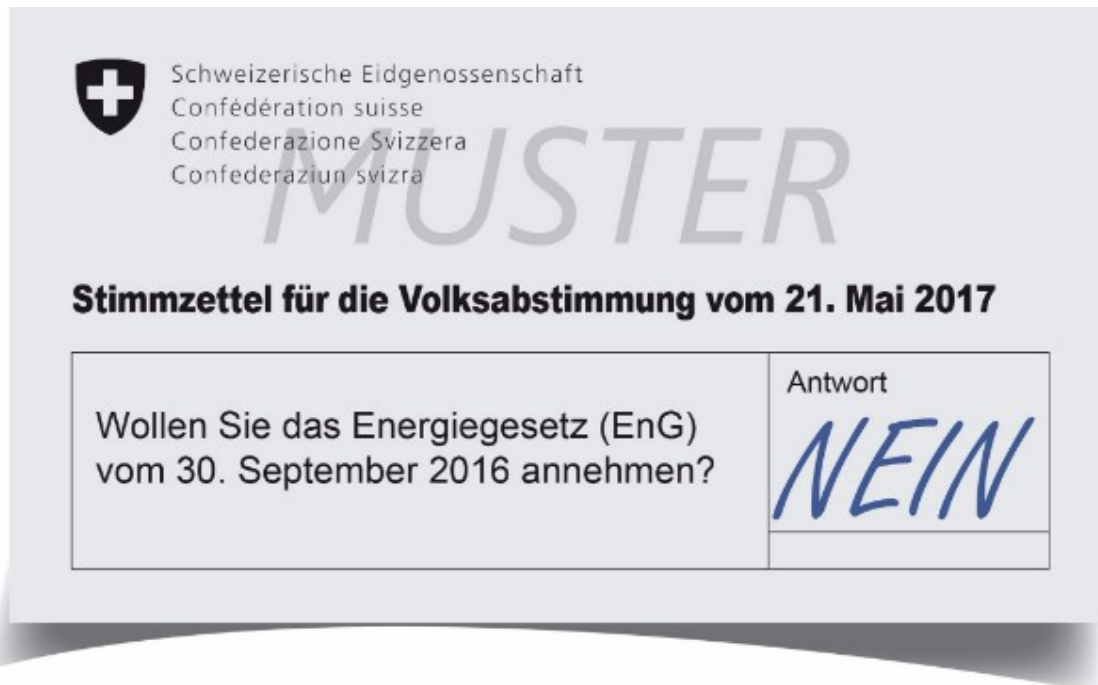 Schweizerische Eidgenossenschaft
Confédération suisse
Confederazione Svizzera
Confederaziun svizra
MUSTER
Stimmzettel für die Volksabstimmung vom 21. Mai 2017
Wollen Sie das Energiegesetz (EnG)
vom 30. September 2016 annehmen?
Antwort
NEIN